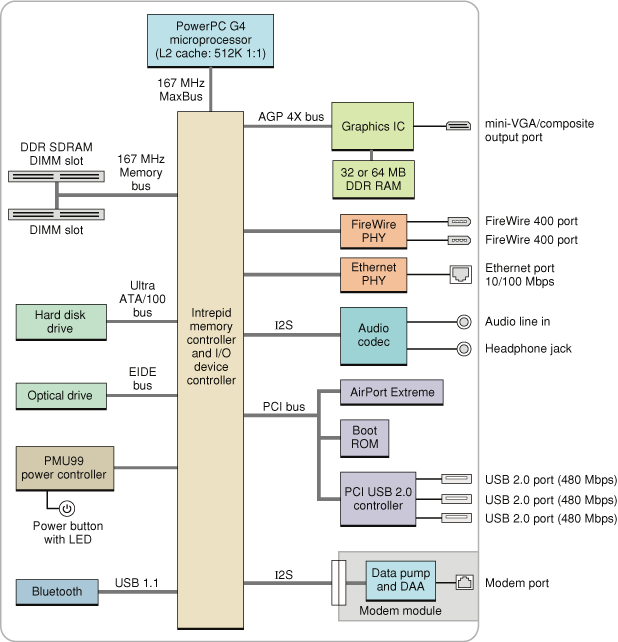 PowerPC G4
microprocessor
(L2 cache: 512K 1:1)
167 MHz
MaxBus
AGP 4X bus
Graphics IC
mini-VGA/composite
output port
32 or 64 MB
DDR RAM
DDR SDRAM
DIMM slot
167 MHz
Memory
bus
DIMM slot
FireWire
PHY
FireWire 400 port
FireWire 400 port
Ethernet
PHY
Ethernet port
10/100 Mbps
Ultra
ATA/100
bus
Hard disk
drive
Intrepid
memory
controller
and I/O
device
controller
I2S
Audio
codec
Audio line in
Headphone jack
EIDE
bus
Optical drive
PCI bus
AirPort Extreme
Boot
ROM
PMU99
power controller
Power button
with LED
PCI USB 2.0
controller
USB 2.0 port (480 Mbps)
USB 2.0 port (480 Mbps)
USB 2.0 port (480 Mbps)
Bluetooth
USB 1.1
I2S
Data pump
and DAA
Modem port
Modem module